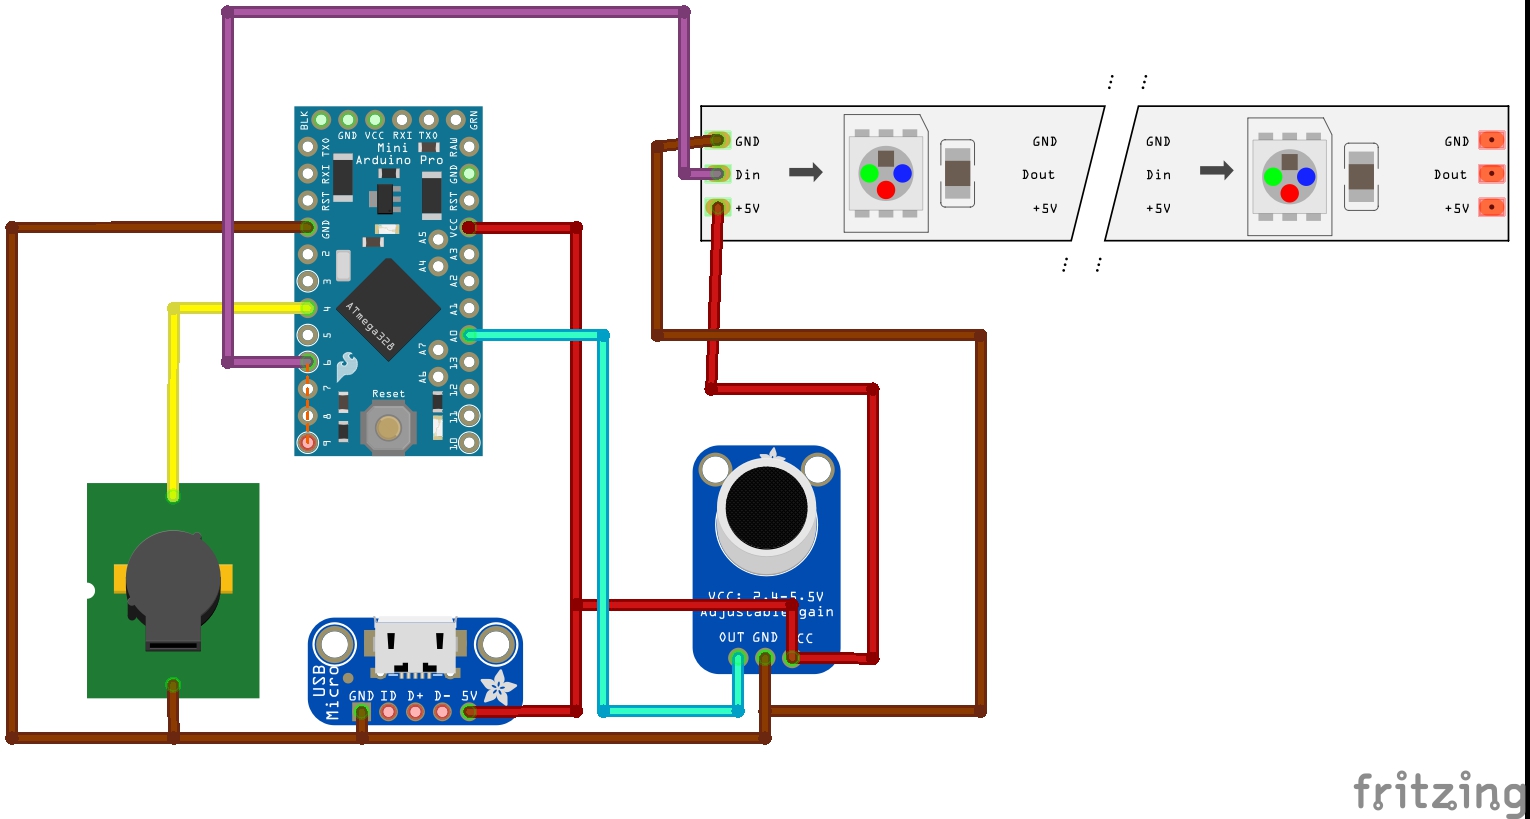 BLK
GND VCC RXI TXO
GRN
Mini
Arduino Pro
TXO
RXI
RST
GND
2
3
4
5
6
7
8
9
RAW
GND
RST
VCC
A3
A2
A1
A0
13
12
11
10
A5
A4
A7
A6
ATmega328
Reset
GND
Din
+5V
GND
Dout
+5V
GND
Din
+5V
GND
Dout
+5V
VCC: 2.4-5.5V
Adjustable gain
OUT GND CC
USB
Micro
GND ID D+ D- 5V
fritzing